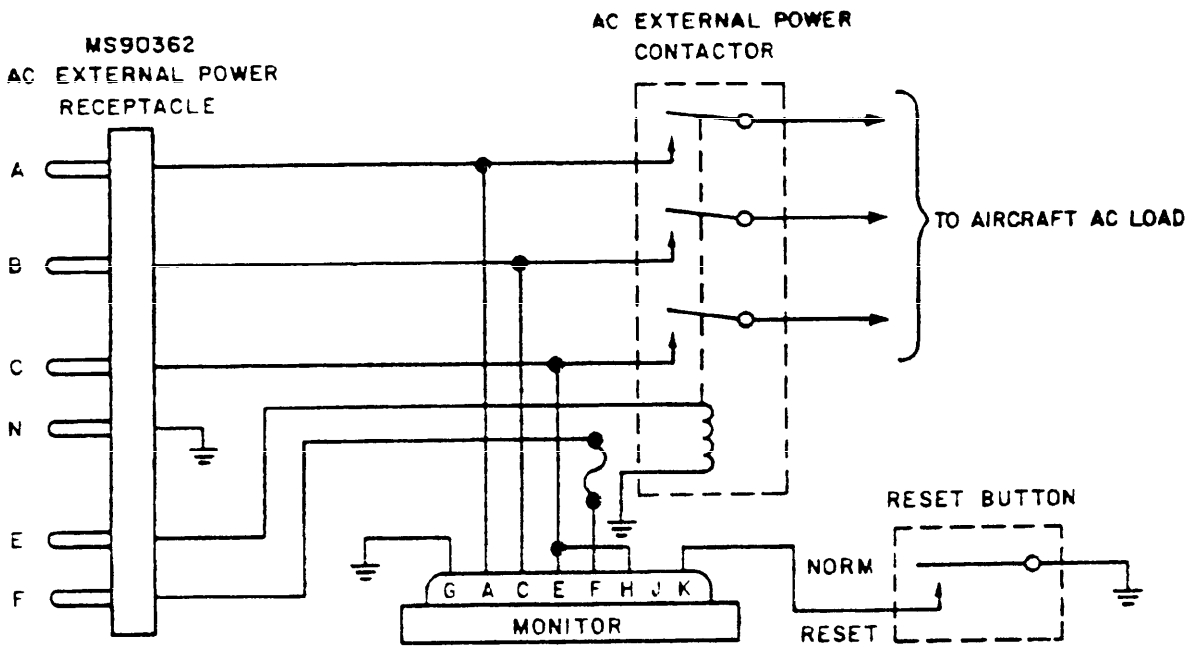 AC EXTERNAL POWER
CONTACTOR
MS90362
AC EXTERNAL POWER
RECEPTACLE
A
B
TO AIRCRAFT AC LOAD
C
N
E
F
RESET BUTTON
NORM
RESET
G A C E F H J K
MONITOR